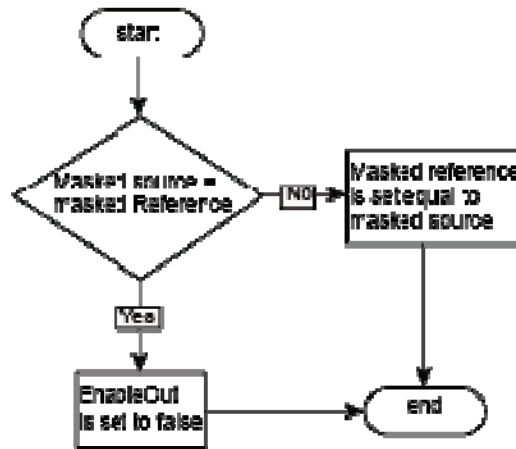 start
Masked source =
masked Reference
No
Masked reference
is set equal to
masked source
Yes
EnableOut
is set to false
end